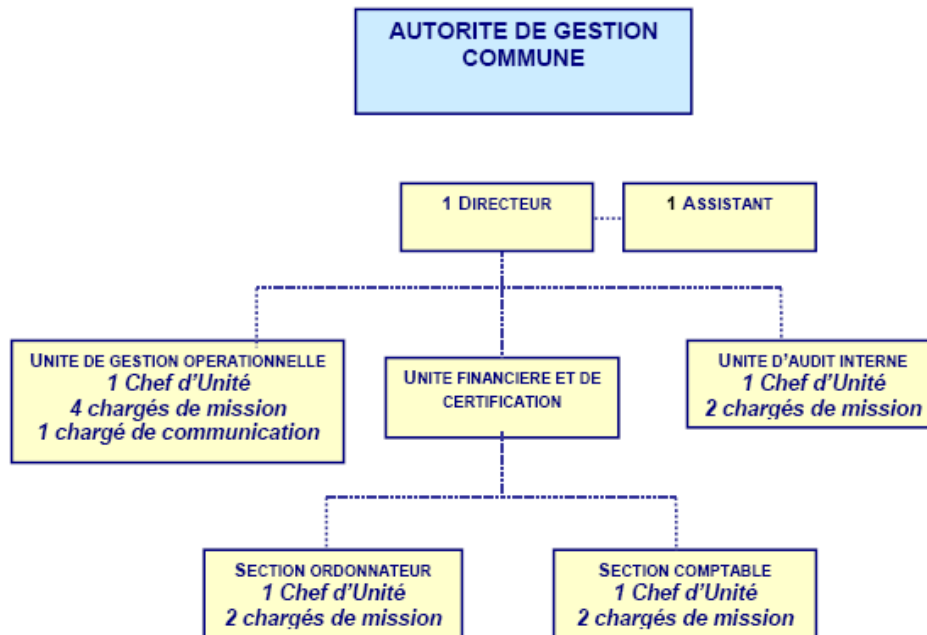 AUTORITE DE GESTION
COMMUNE
1 DIRECTEUR
1 ASSISTANT
UNITE DE GESTION OPERATIONNELLE
1 Chef d'Unité
4 chargés de mission
1 chargé de communication
UNITE FINANCIERE ET DE
CERTIFICATION
UNITE D'AUDIT INTERNE
1 Chef d'Unité
2 chargés de mission
SECTION ORDONNATEUR
1 Chef d'Unité
2 chargés de mission
SECTION COMPTABLE
1 Chef d'Unité
2 chargés de mission